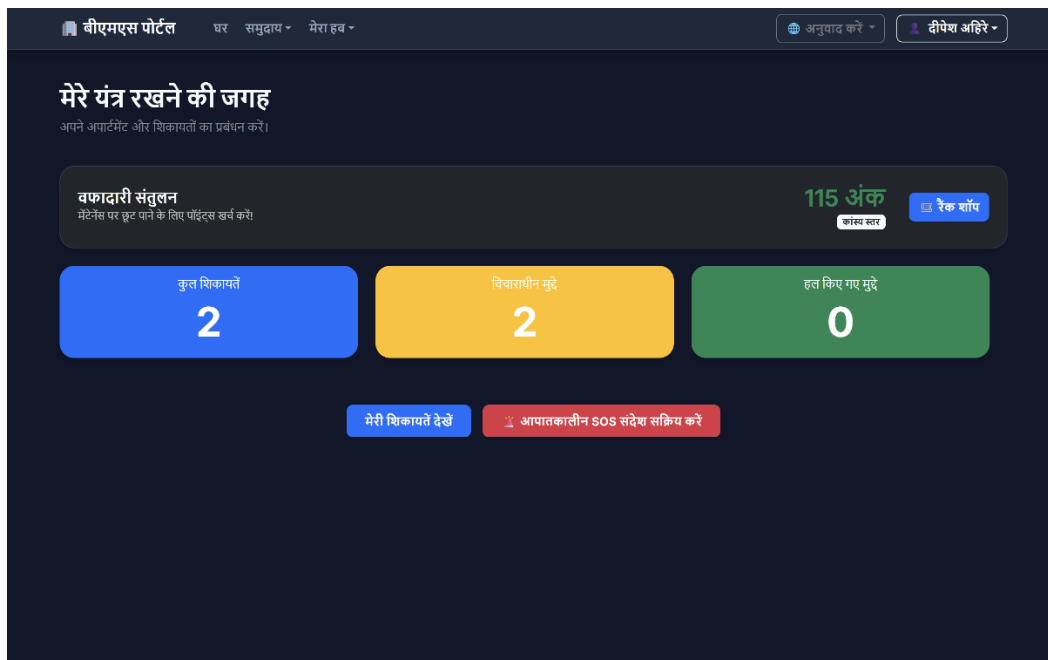 बीएमएस पोर्टल घर समुदाय मेरा हब अनुवाद करें दीपेश अहिरे
मेरे यंत्र रखने की जगह
अपने अपार्टमेंट और शिकायतों का प्रबंधन करें।
वफादारी संतुलन
मेंटेनेंस पर छूट पाने के लिए पॉइंट्स खर्च करें!
115 अंक
कांस्य स्तर
रैंक शॉप
कुल शिकायतें
2
विचाराधीन मुद्दे
2
हल किए गए मुद्दे
0
मेरी शिकायतें देखें
आपातकालीन SOS संदेश सक्रिय करें